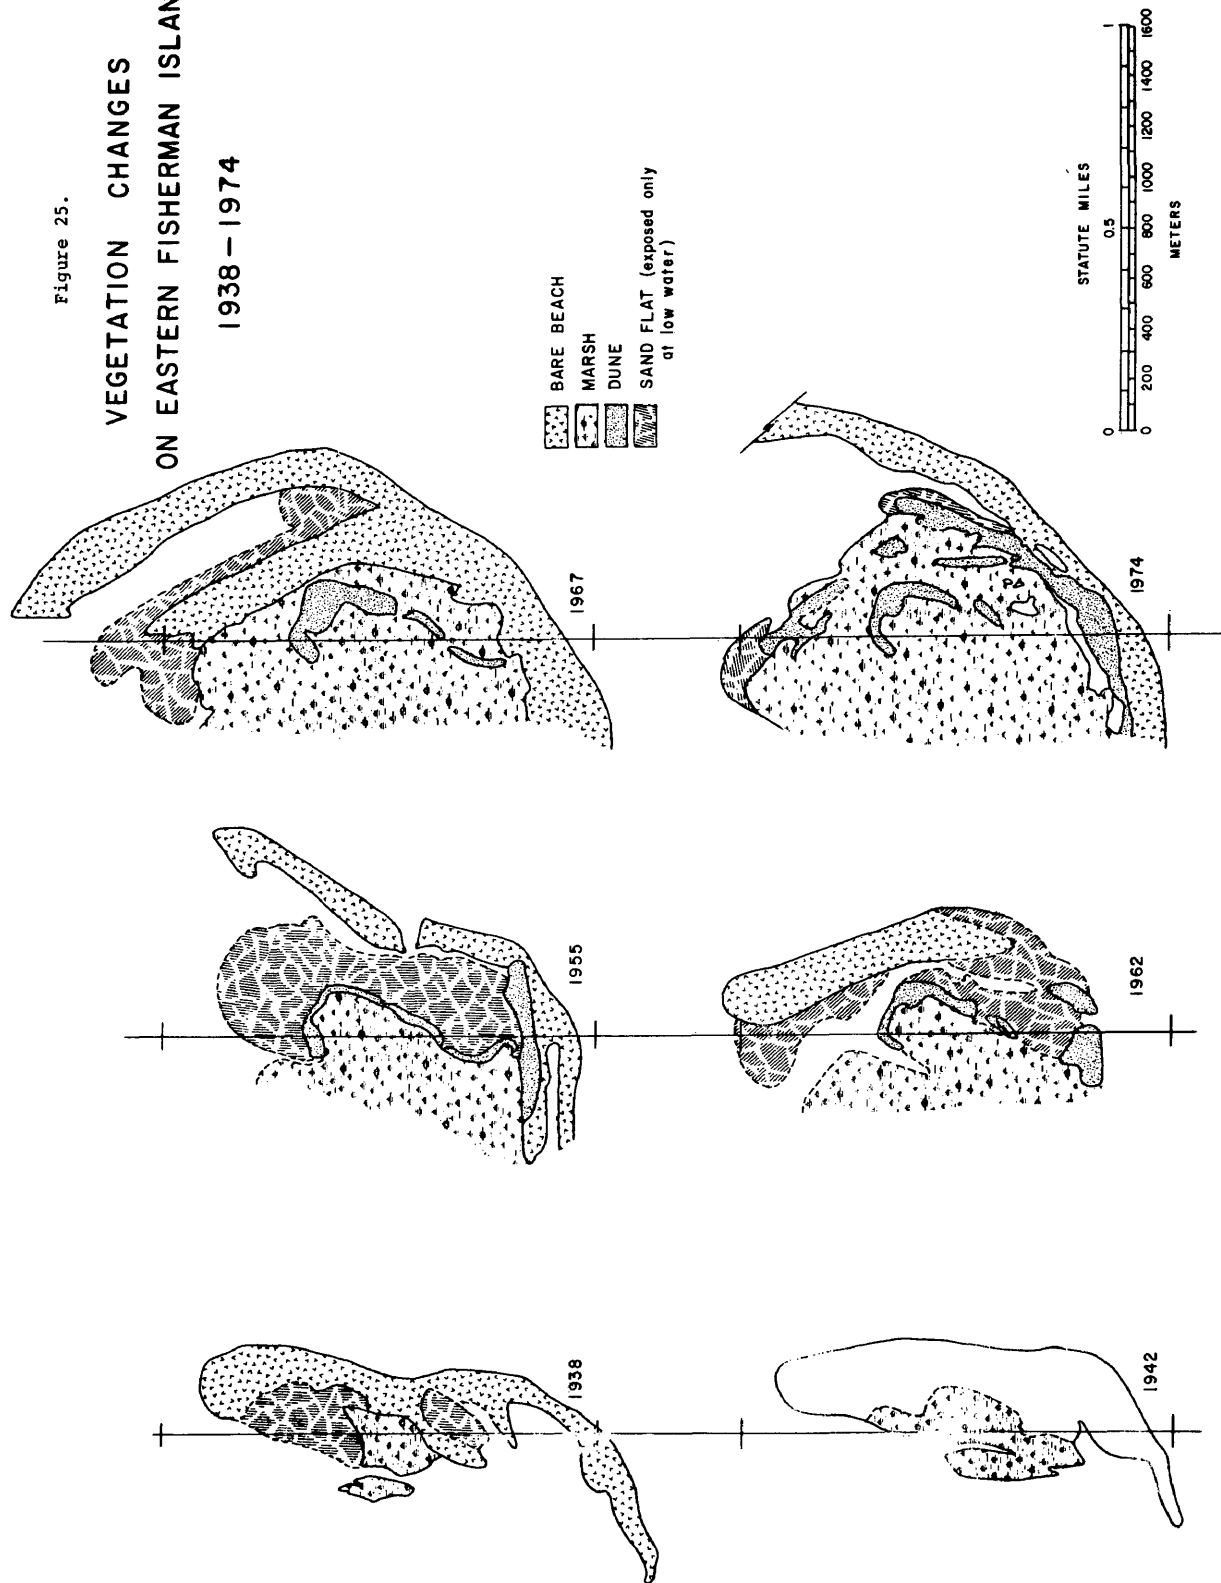 Figure 25.
VEGETATION CHANGES
ON EASTERN FISHERMAN ISLAN
1938–1974
BARE BEACH
MARSH
DUNE
SAND FLAT (exposed only
at low water)
STATUTE MILES
0 0.5 1
0 200 400 600 800 1000 1200 1400 1600
METERS
1938
1955
1967
1942
1962
1974